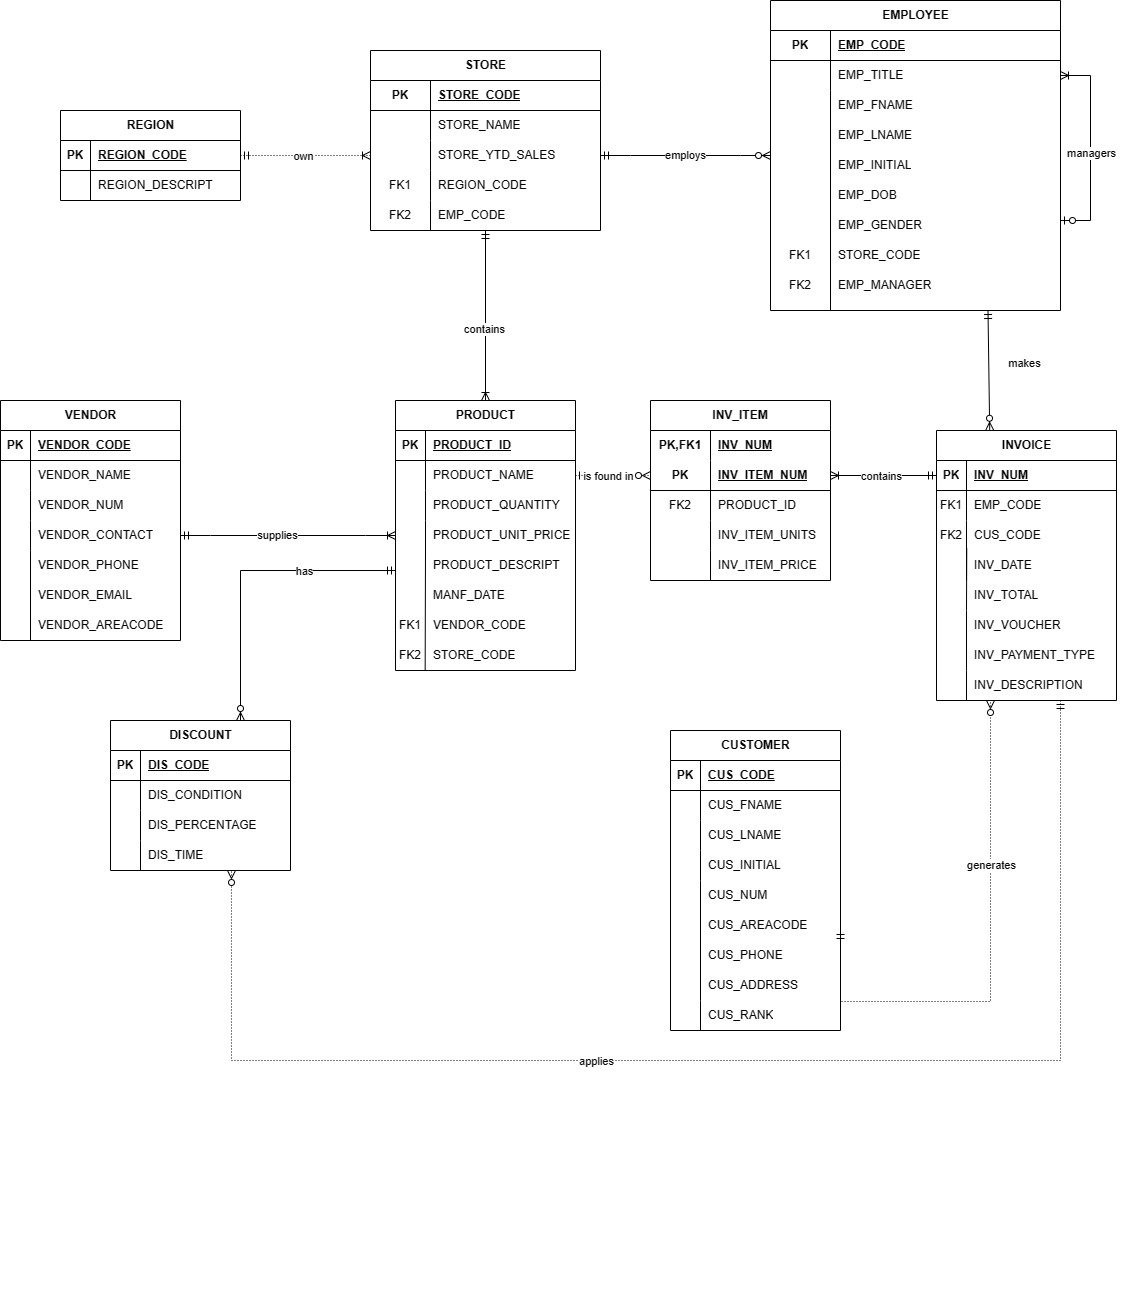 EMPLOYEE
PK EMP_CODE
EMP_TITLE
EMP_FNAME
EMP_LNAME
EMP_INITIAL
EMP_DOB
EMP_GENDER
FK1 STORE_CODE
FK2 EMP_MANAGER
managers
STORE
PK STORE_CODE
STORE_NAME
STORE_YTD_SALES
FK1 REGION_CODE
FK2 EMP_CODE
employs
REGION
PK REGION_CODE
REGION_DESCRIPT
own
contains
makes
VENDOR
PK VENDOR_CODE
VENDOR_NAME
VENDOR_NUM
VENDOR_CONTACT
VENDOR_PHONE
VENDOR_EMAIL
VENDOR_AREACODE
supplies
has
PRODUCT
PK PRODUCT_ID
PRODUCT_NAME
PRODUCT_QUANTITY
PRODUCT_UNIT_PRICE
PRODUCT_DESCRIPT
MANF_DATE
FK1 VENDOR_CODE
FK2 STORE_CODE
is found in
INV_ITEM
PK,FK1 INV_NUM
PK INV_ITEM_NUM
FK2 PRODUCT_ID
INV_ITEM_UNITS
INV_ITEM_PRICE
contains
INVOICE
PK INV_NUM
FK1 EMP_CODE
FK2 CUS_CODE
INV_DATE
INV_TOTAL
INV_VOUCHER
INV_PAYMENT_TYPE
INV_DESCRIPTION
DISCOUNT
PK DIS_CODE
DIS_CONDITION
DIS_PERCENTAGE
DIS_TIME
CUSTOMER
PK CUS_CODE
CUS_FNAME
CUS_LNAME
CUS_INITIAL
CUS_NUM
CUS_AREACODE
CUS_PHONE
CUS_ADDRESS
CUS_RANK
generates
applies